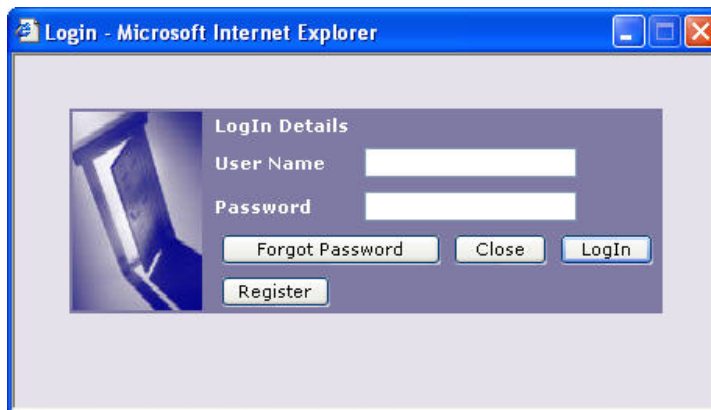 Login - Microsoft Internet Explorer
LogIn Details
User Name
Password
Forgot Password Close LogIn
Register